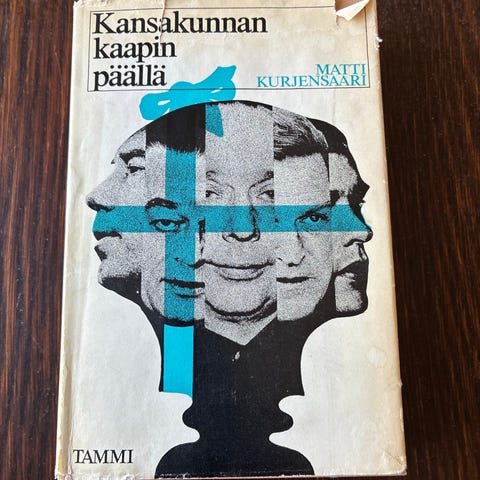 Kansakunnan
kaapin
päällä
MATTI
KURJENSAARI
TAMMI